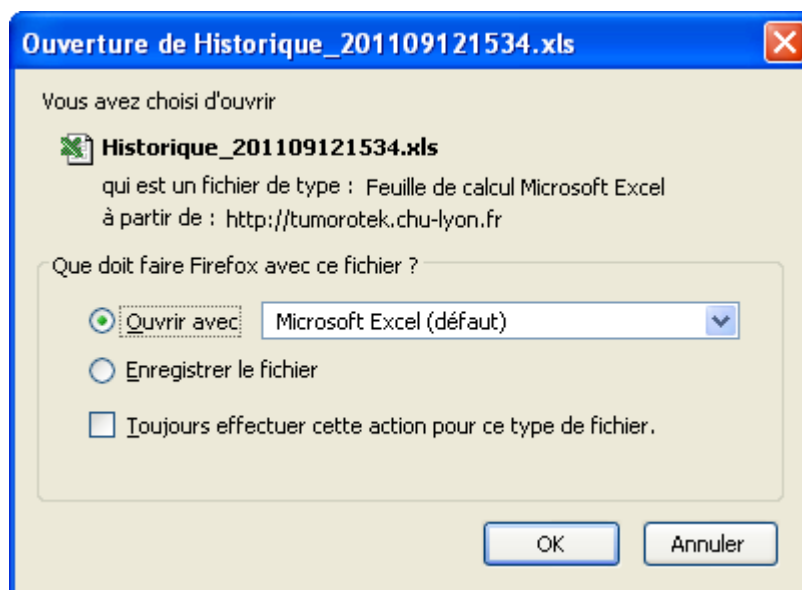 Ouverture de Historique_201109121534.xls
Vous avez choisi d'ouvrir
Historique_201109121534.xls
qui est un fichier de type : Feuille de calcul Microsoft Excel
à partir de : http://tumorotek.chu-lyon.fr
Que doit faire Firefox avec ce fichier ?
Ouvrir avec Microsoft Excel (défaut)
Enregistrer le fichier
Toujours effectuer cette action pour ce type de fichier.
OK Annuler